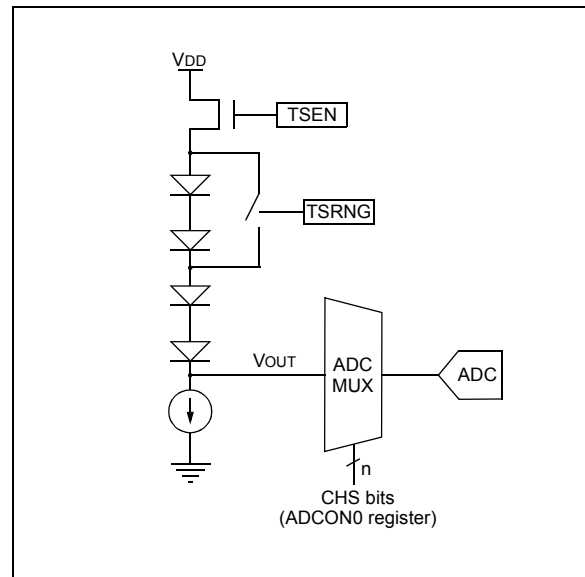 VDD
TSEN
TSRNG
VOUT
ADC
MUX
ADC
n
CHS bits
(ADCON0 register)